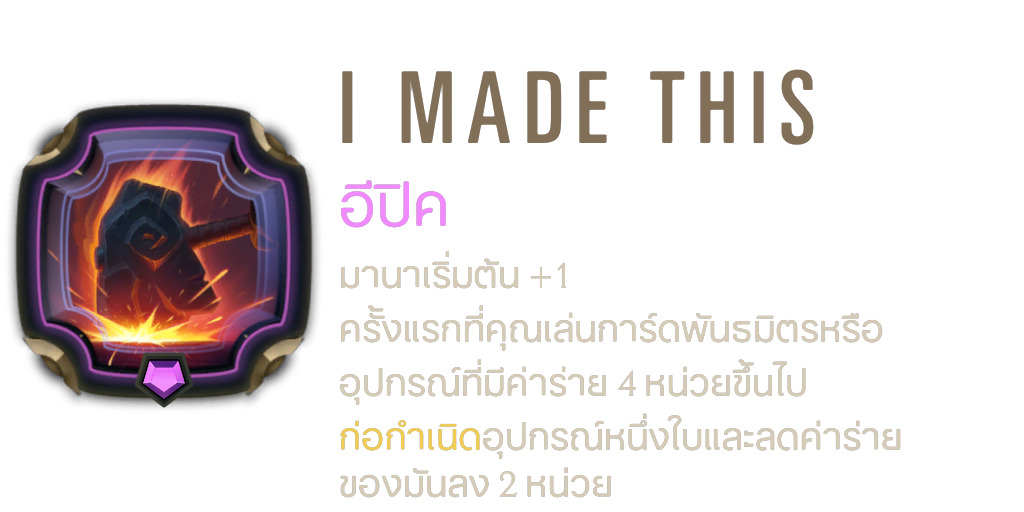 I MADE THIS
อีปิค
มานาเริ่มต้น +1
ครั้งแรกที่คุณเล่นการ์ดพันธมิตรหรือ
อุปกรณ์ที่มีค่าร่าย 4 หน่วยขึ้นไป
ก่อกำเนิดอุปกรณ์หนึ่งใบและลดค่าร่าย
ของมันลง 2 หน่วย